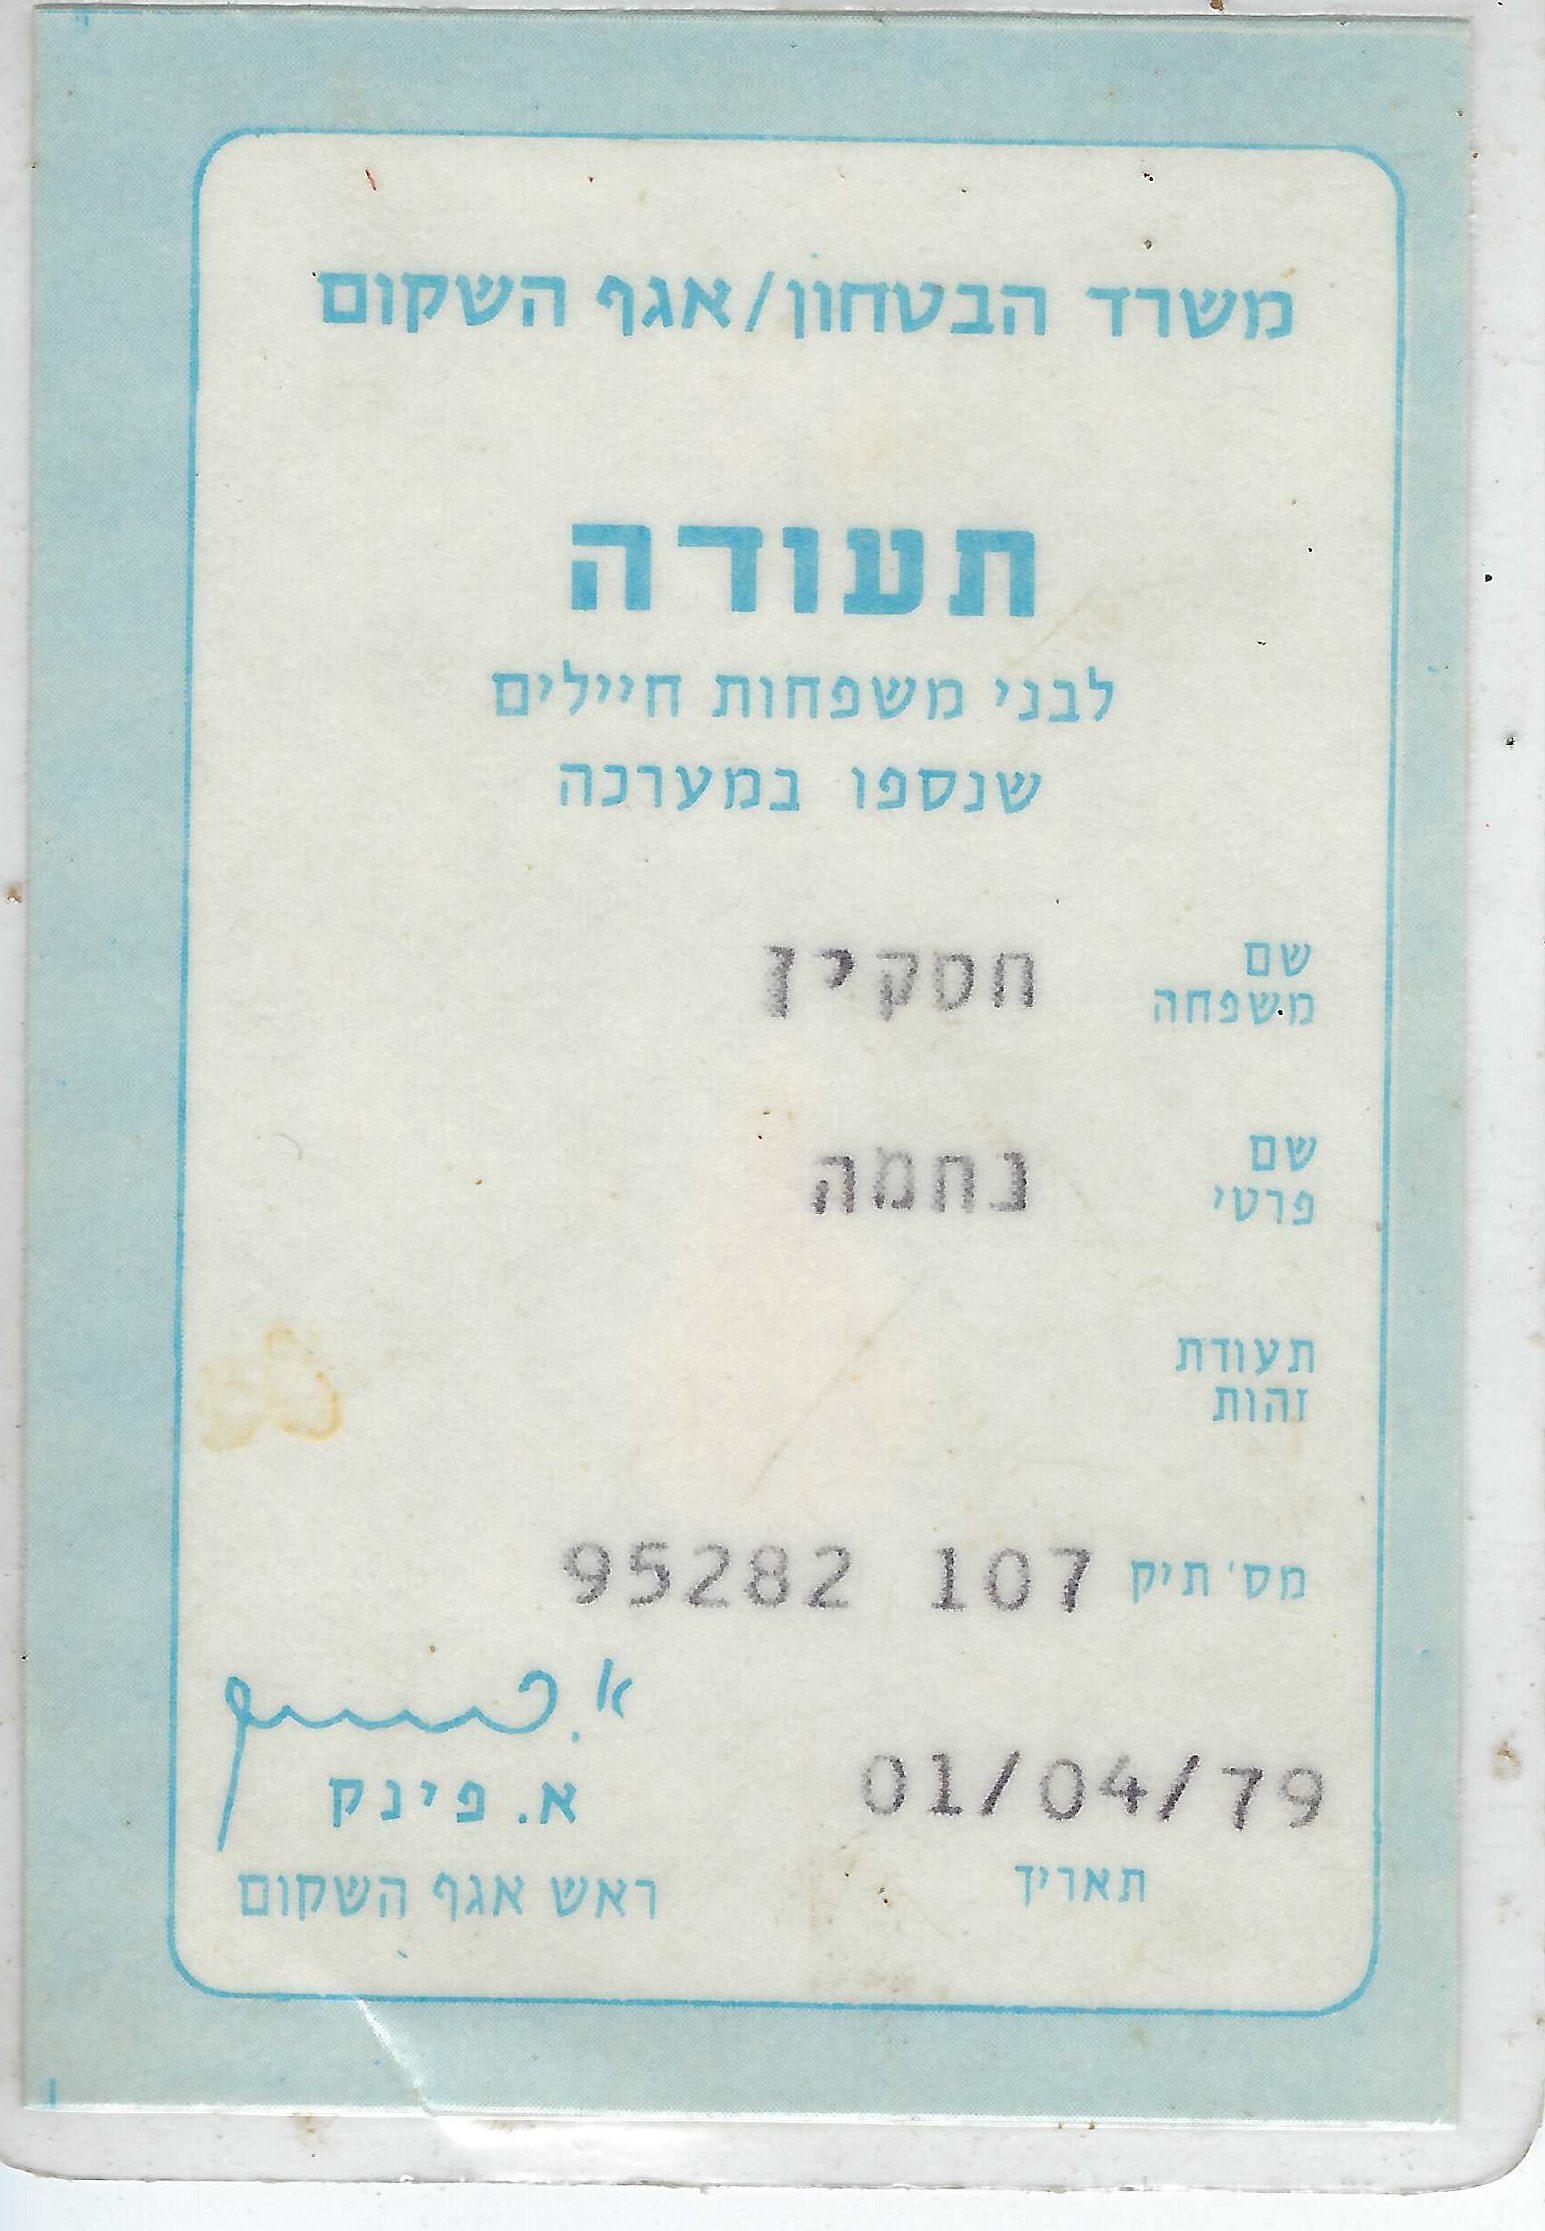 משרד הבטחון/אגף השקום
תעודה
לבני משפחות חיילים
שנספו במערכה
שם משפחה חסקין
שם פרטי נחמה
תעודת זהות
מס' תיק 95282 107
01/04/79
תאריך
א. פינק
א. פינק
ראש אגף השקום